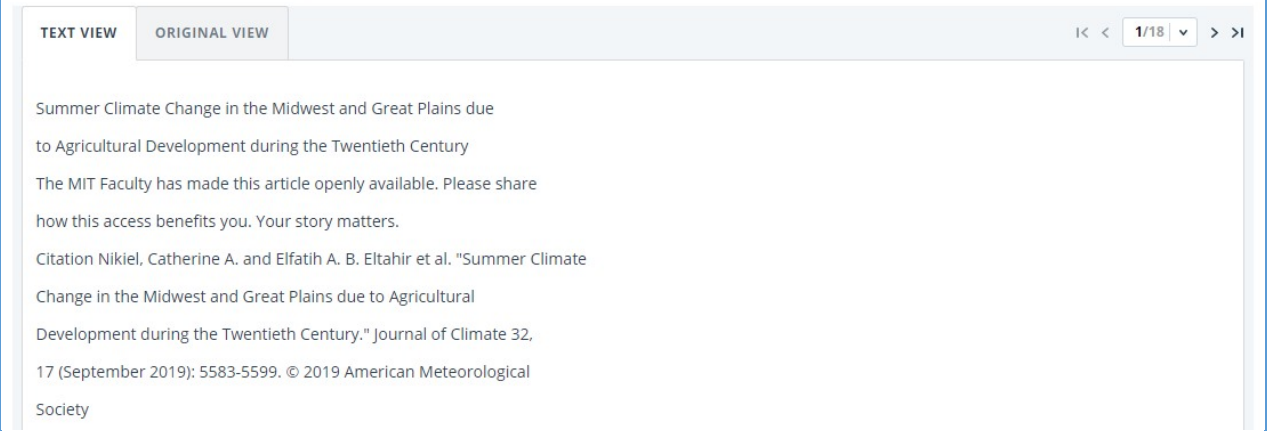 TEXT VIEW
ORIGINAL VIEW
1/18
Summer Climate Change in the Midwest and Great Plains due
to Agricultural Development during the Twentieth Century
The MIT Faculty has made this article openly available. Please share
how this access benefits you. Your story matters.
Citation Nikiel, Catherine A. and Elfatih A. B. Eltahir et al. "Summer Climate
Change in the Midwest and Great Plains due to Agricultural
Development during the Twentieth Century." Journal of Climate 32,
17 (September 2019): 5583-5599. © 2019 American Meteorological
Society